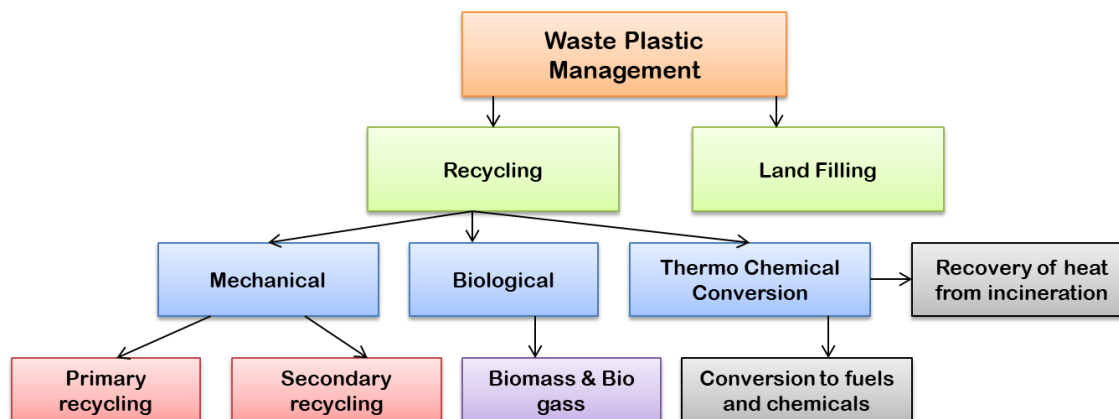 Waste Plastic
Management
Recycling
Land Filling
Mechanical
Biological
Thermo Chemical
Conversion
Recovery of heat
from incineration
Primary
recycling
Secondary
recycling
Biomass & Bio
gass
Conversion to fuels
and chemicals